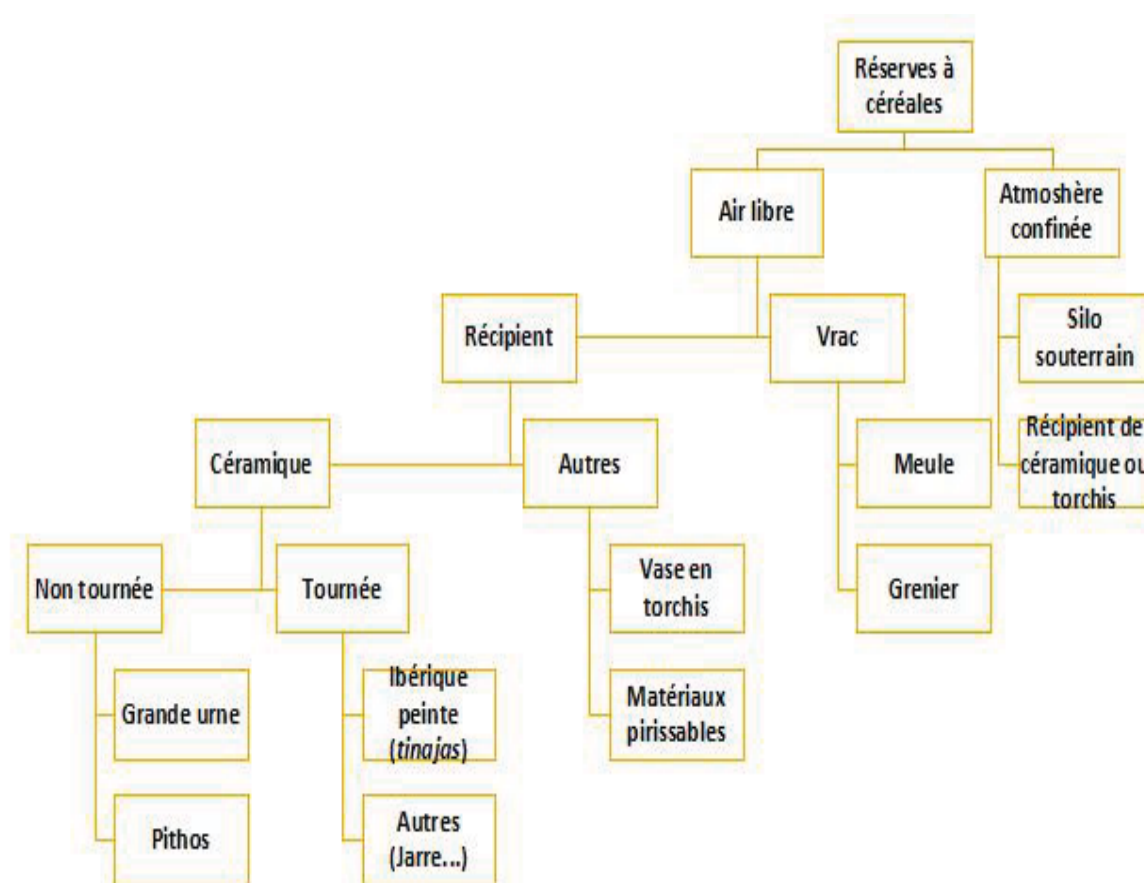 Réserves à
céréales
Air libre
Atmoshère
confinée
Récipient
Vrac
Silo
souterrain
Céramique
Autres
Meule
Récipient de
céramique ou
torchis
Non tournée
Tournée
Vase en
torchis
Grenier
Grande urne
Ibérique
peinte
(tinajas)
Matériaux
pirissables
Pithos
Autres
(Jarre...)